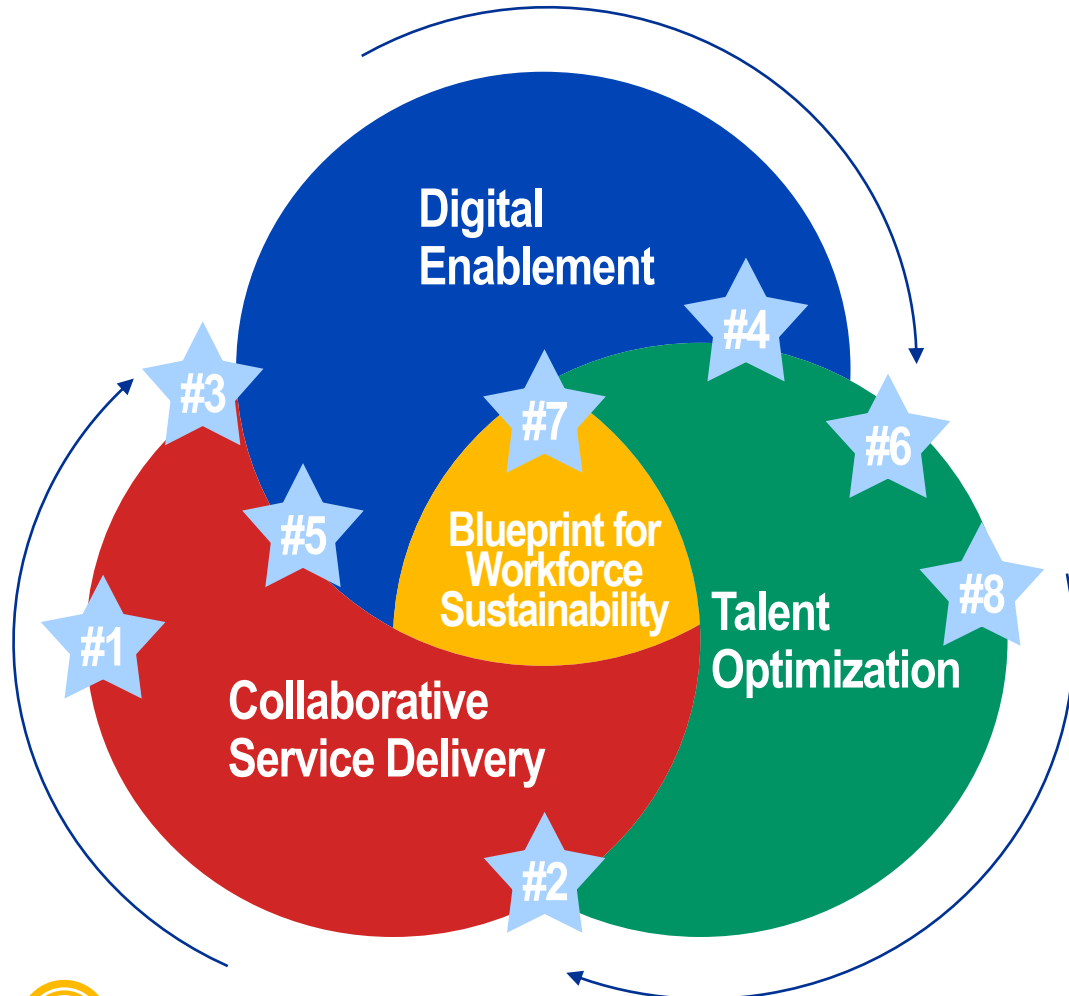 Digital
Enablement
#4
#3
#7
#6
#5
Blueprint for
Workforce
Sustainability
#8
Talent
Optimization
#1
Collaborative
Service Delivery
#2